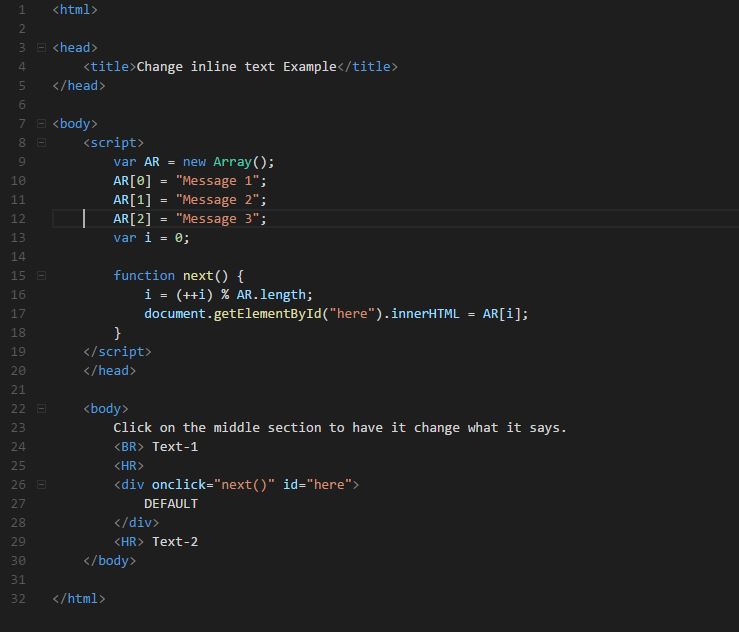 1 <html>
2
3 <head>
4     <title>Change inline text Example</title>
5 </head>
6
7 <body>
8     <script>
9         var AR = new Array();
10         AR[0] = "Message 1";
11         AR[1] = "Message 2";
12         AR[2] = "Message 3";
13         var i = 0;
14
15         function next() {
16             i = (++i) % AR.length;
17             document.getElementById("here").innerHTML = AR[i];
18         }
19     </script>
20     </head>
21
22     <body>
23         Click on the middle section to have it change what it says.
24         <BR> Text-1
25         <HR>
26         <div onclick="next()" id="here">
27             DEFAULT
28         </div>
29         <HR> Text-2
30     </body>
31
32 </html>